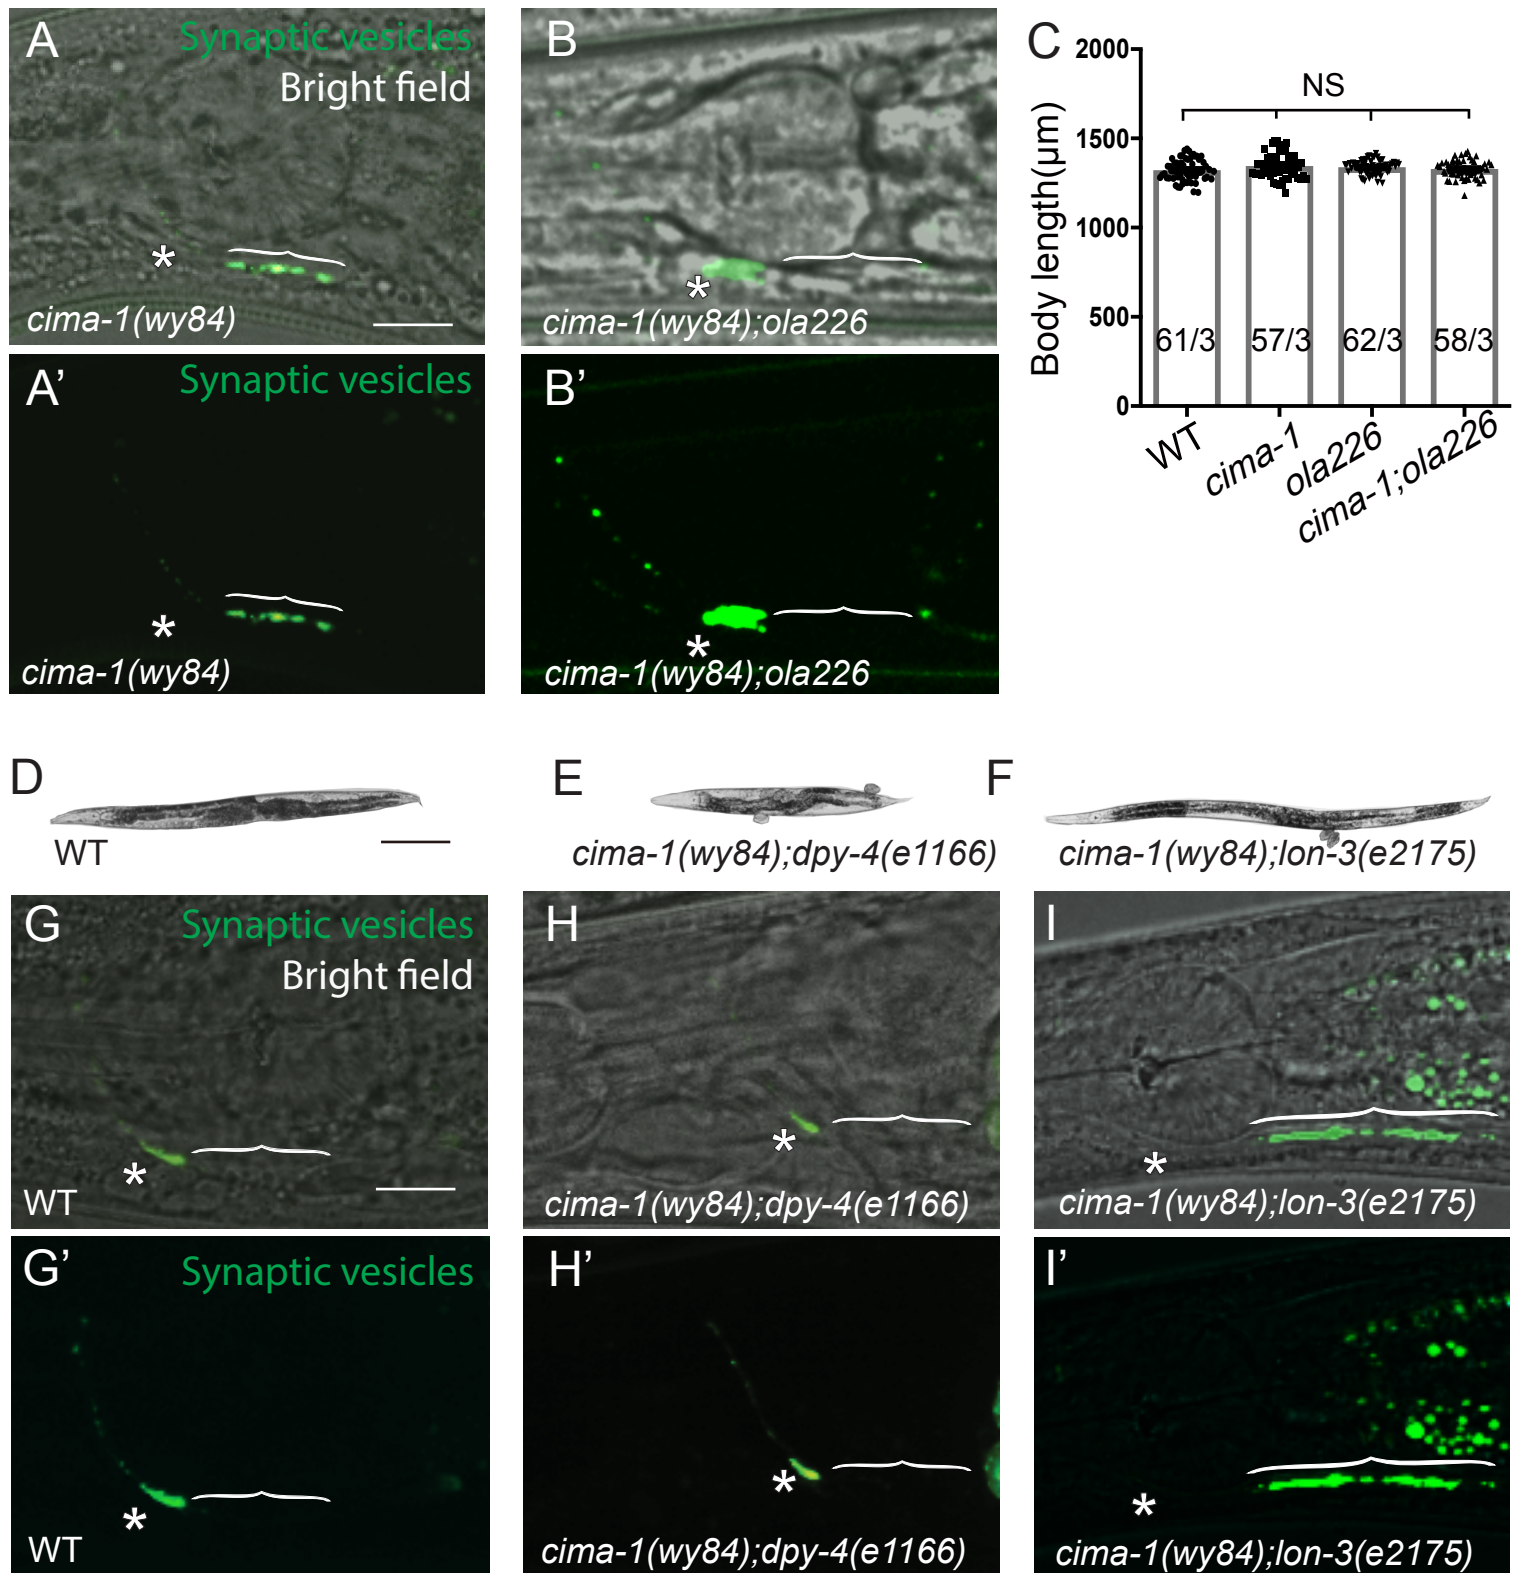 A
Synaptic vesicles
Bright field
*
cima-1(wy84)
B
*
cima-1(wy84);ola226
C
2000
1500
1000
500
0
Body length(μm)
NS
61/3
57/3
62/3
58/3
WT
cima-1
ola226
cima-1;ola226
A’
Synaptic vesicles
*
cima-1(wy84)
B’
*
cima-1(wy84);ola226
D
WT
E
cima-1(wy84);dpy-4(e1166)
F
cima-1(wy84);lon-3(e2175)
G
Synaptic vesicles
Bright field
*
WT
H
*
cima-1(wy84);dpy-4(e1166)
I
*
cima-1(wy84);lon-3(e2175)
G’
Synaptic vesicles
*
WT
H’
*
cima-1(wy84);dpy-4(e1166)
I’
*
cima-1(wy84);lon-3(e2175)